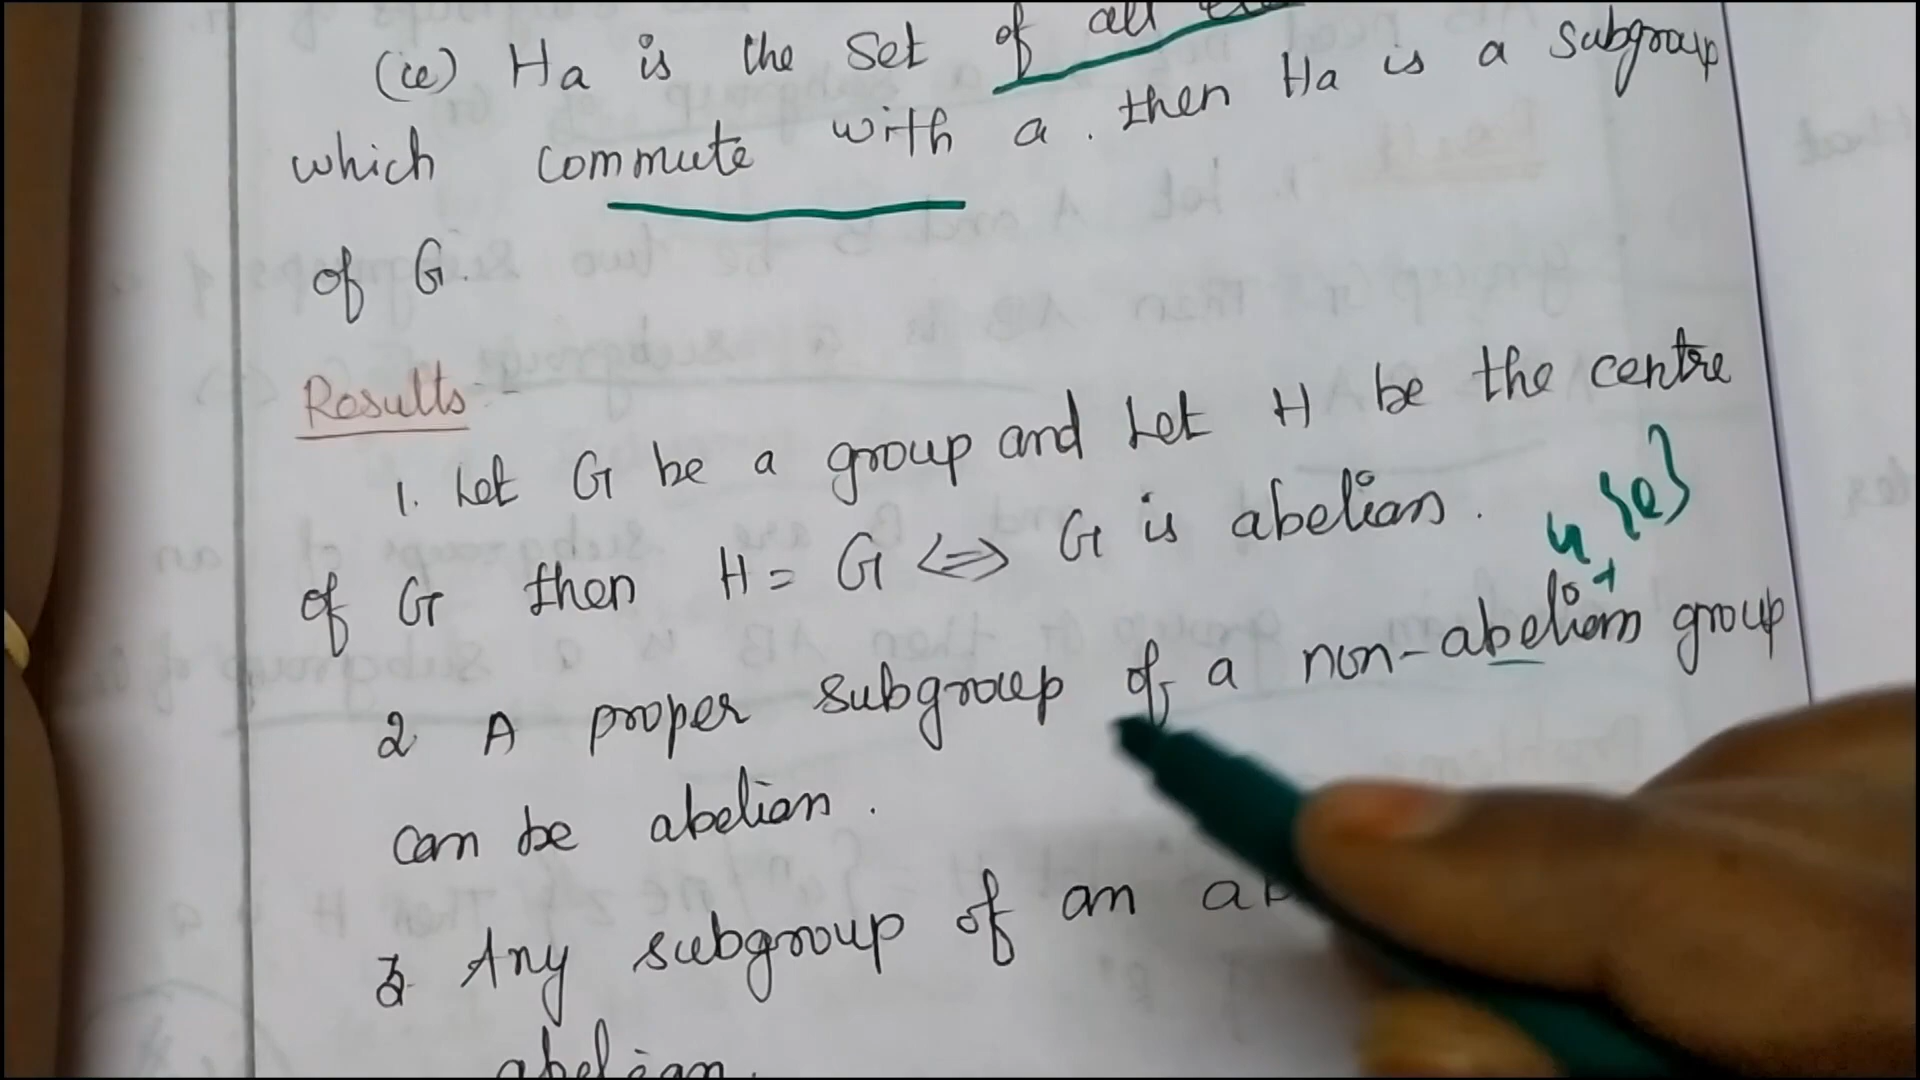 (ie) Ha is the set of all
which commute with a. then Ha is a subgroup
of G.
Results:-
1. Let G be a group and Let H be the centre
of G then H = G <=> G is abelian.
{e}
2 A proper subgroup of a non-abelian group
can be abelian.
3. Any subgroup of an
abelian.